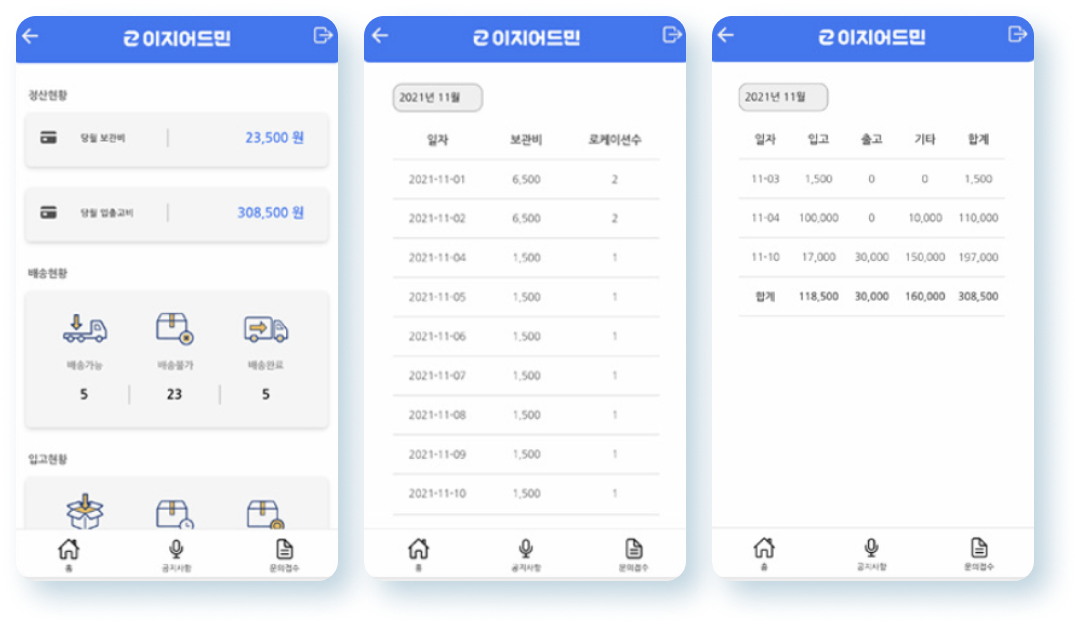 이지어드민
정산현황
당월 보관비 23,500 원
당월 입출고비 308,500 원
배송현황
배송가능 배송불가 배송완료
5 23 5
입고현황
홈 공지사항 문의접수
이지어드민
2021년 11월
일자 보관비 로케이션수
2021-11-01 6,500 2
2021-11-02 6,500 2
2021-11-04 1,500 1
2021-11-05 1,500 1
2021-11-06 1,500 1
2021-11-07 1,500 1
2021-11-08 1,500 1
2021-11-09 1,500 1
2021-11-10 1,500 1
홈 공지사항 문의접수
이지어드민
2021년 11월
일자 입고 출고 기타 합계
11-03 1,500 0 0 1,500
11-04 100,000 0 10,000 110,000
11-10 17,000 30,000 150,000 197,000
합계 118,500 30,000 160,000 308,500
홈 공지사항 문의접수